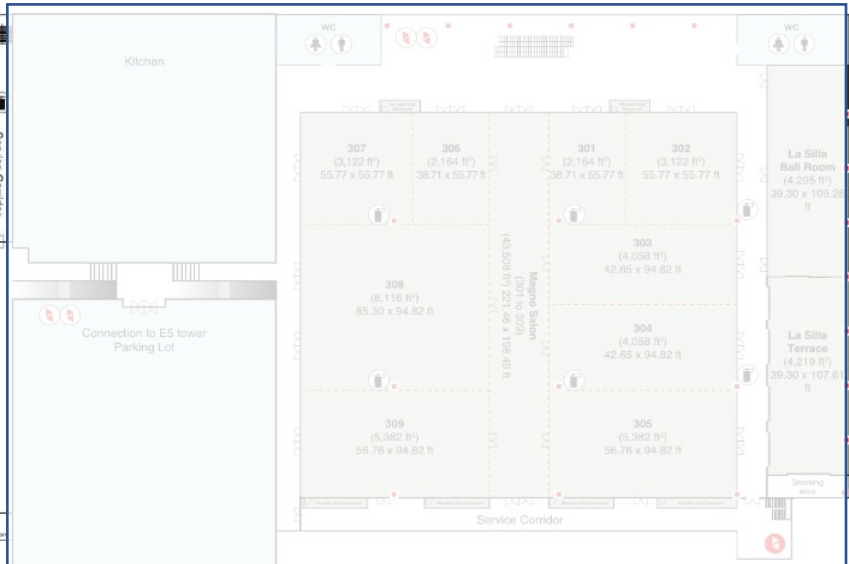 WC
WC
Kitchen
307
(3,122 ft²)
55.77 x 55.77 ft
306
(2,164 ft²)
38.71 x 55.77 ft
301
(2,164 ft²)
38.71 x 55.77 ft
302
(3,122 ft²)
55.77 x 55.77 ft
La Silla
Ball Room
(4,295 ft²)
39.30 x 109.28
ft
303
(4,058 ft²)
42.65 x 94.82 ft
308
(8,116 ft²)
85.30 x 94.82 ft
Magno Salon
(301 to 309)
(43,508 ft²) 221.46 x 198.49 ft
304
(4,058 ft²)
42.65 x 94.82 ft
La Silla
Terrace
(4,219 ft²)
39.30 x 107.61
ft
Connection to E5 tower
Parking Lot
309
(5,382 ft²)
56.76 x 94.82 ft
305
(5,382 ft²)
56.76 x 94.82 ft
Smoking
area
Service Corridor